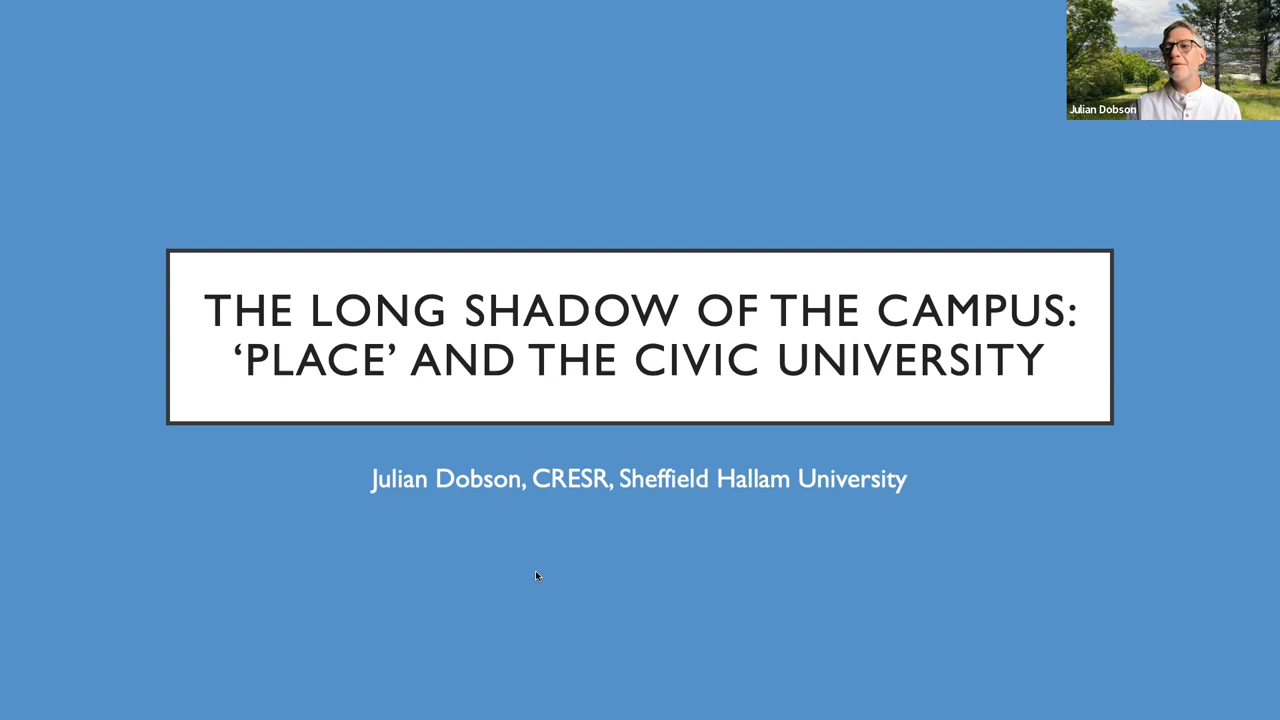 Julian Dobson
THE LONG SHADOW OF THE CAMPUS:
‘PLACE’ AND THE CIVIC UNIVERSITY
Julian Dobson, CRESR, Sheffield Hallam University